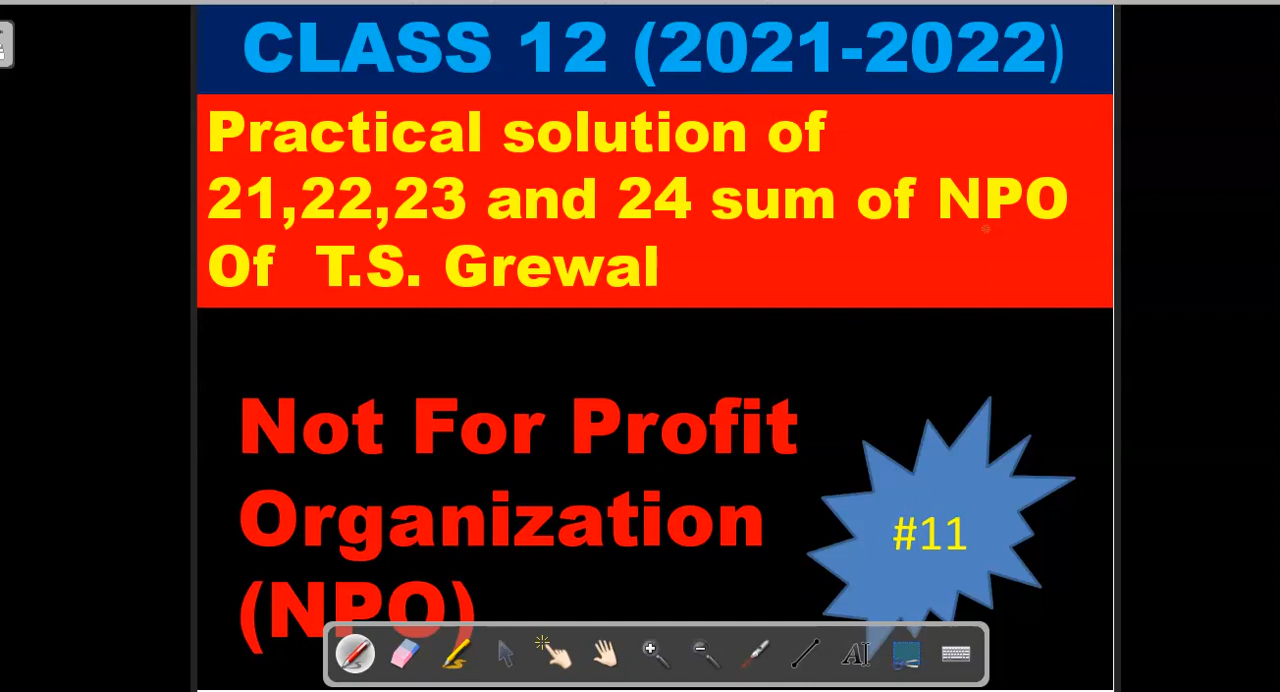 CLASS 12 (2021-2022)
Practical solution of
21,22,23 and 24 sum of NPO
Of T.S. Grewal
Not For Profit
Organization
(NPO)
#11
AI